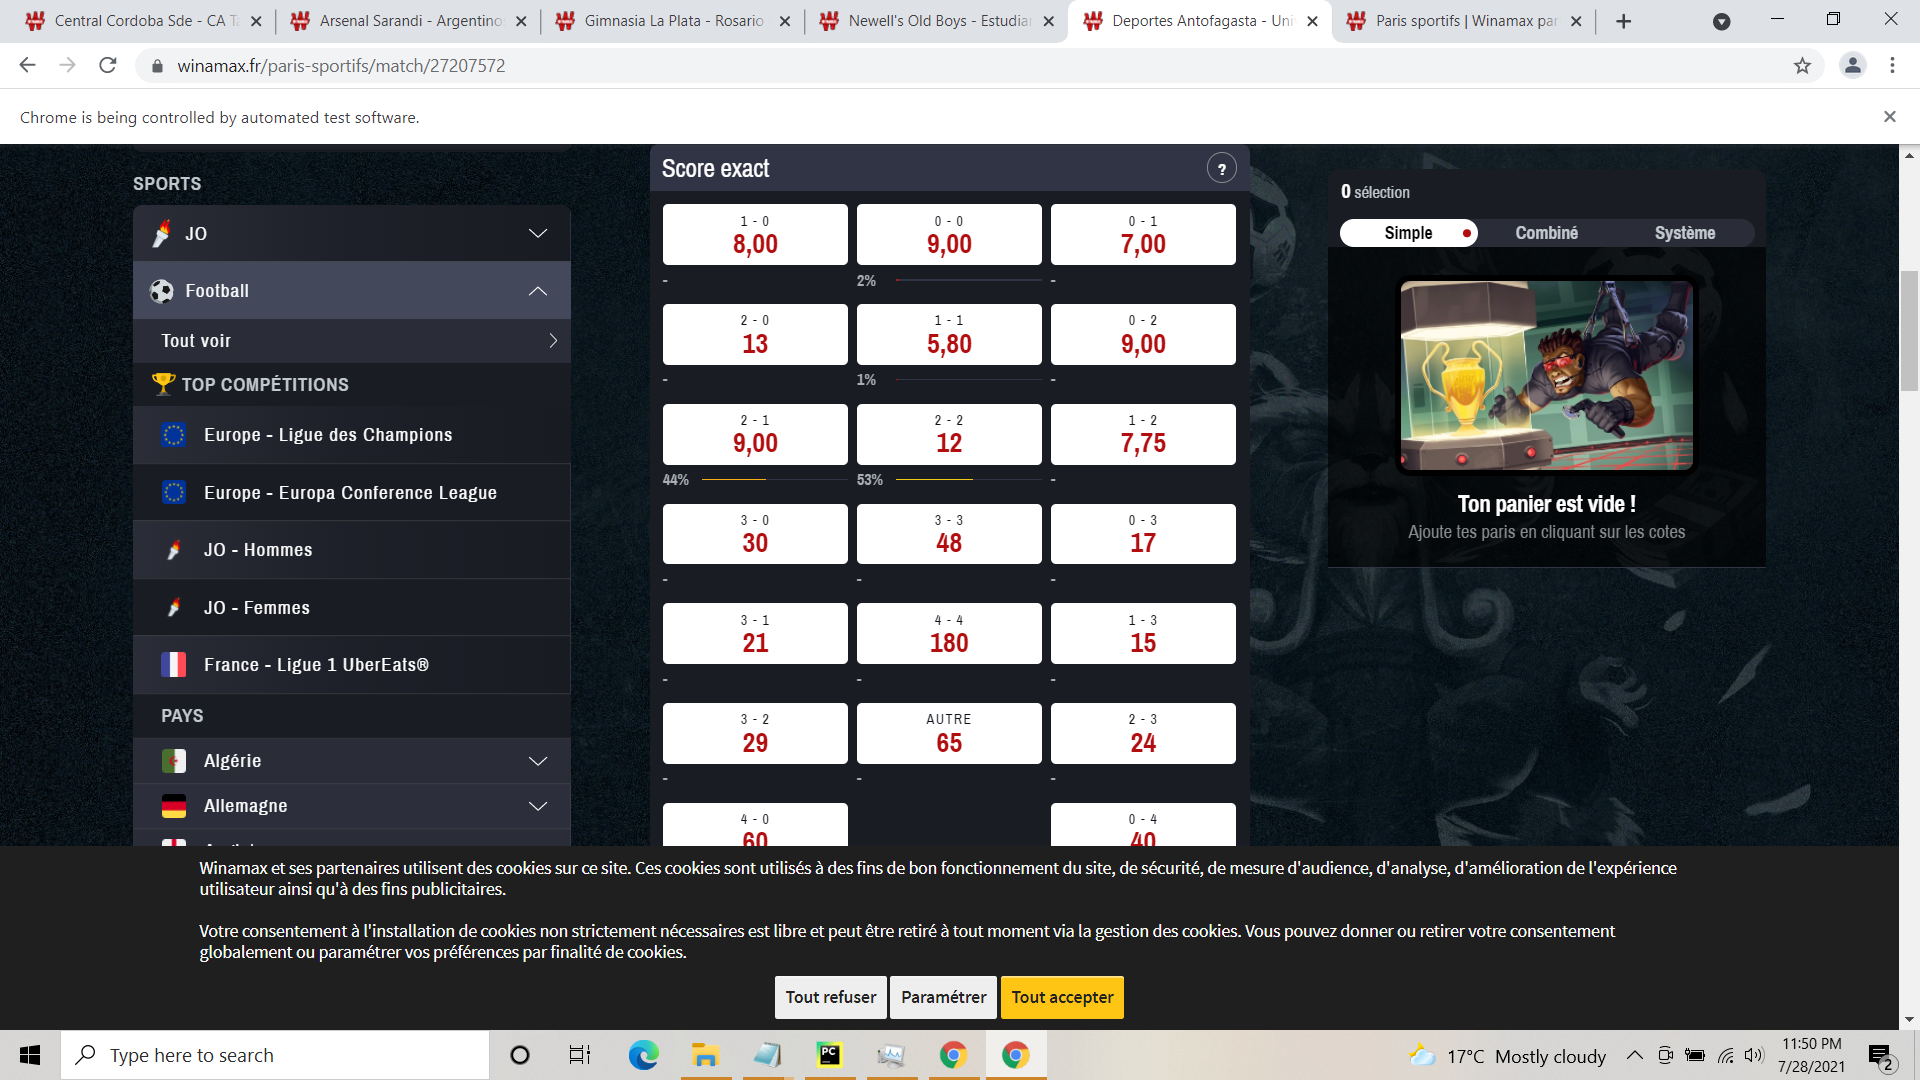 Central Cordoba Sde - CA T
Arsenal Sarandi - Argentino
Gimnasia La Plata - Rosario
Newell's Old Boys - Estudia
Deportes Antofagasta - Uni
Paris sportifs | Winamax par
winamax.fr/paris-sportifs/match/27207572
Chrome is being controlled by automated test software.
SPORTS
JO
Football
Tout voir
TOP COMPÉTITIONS
Europe - Ligue des Champions
Europe - Europa Conference League
JO - Hommes
JO - Femmes
France - Ligue 1 UberEats®
PAYS
Algérie
Allemagne
Score exact
?
1 - 0
8,00
0 - 0
9,00
0 - 1
7,00
-
2%
-
2 - 0
13
1 - 1
5,80
0 - 2
9,00
-
1%
-
2 - 1
9,00
2 - 2
12
1 - 2
7,75
44%
53%
-
3 - 0
30
3 - 3
48
0 - 3
17
-
-
-
3 - 1
21
4 - 4
180
1 - 3
15
-
-
-
3 - 2
29
AUTRE
65
2 - 3
24
-
-
-
4 - 0
60
0 - 4
40
0 sélection
Simple
Combiné
Système
Ton panier est vide !
Ajoute tes paris en cliquant sur les cotes
Winamax et ses partenaires utilisent des cookies sur ce site. Ces cookies sont utilisés à des fins de bon fonctionnement du site, de sécurité, de mesure d'audience, d'analyse, d'amélioration de l'expérience
utilisateur ainsi qu'à des fins publicitaires.
Votre consentement à l'installation de cookies non strictement nécessaires est libre et peut être retiré à tout moment via la gestion des cookies. Vous pouvez donner ou retirer votre consentement
globalement ou paramétrer vos préférences par finalité de cookies.
Tout refuser
Paramétrer
Tout accepter
Type here to search
PC
17°C Mostly cloudy
11:50 PM
7/28/2021
2